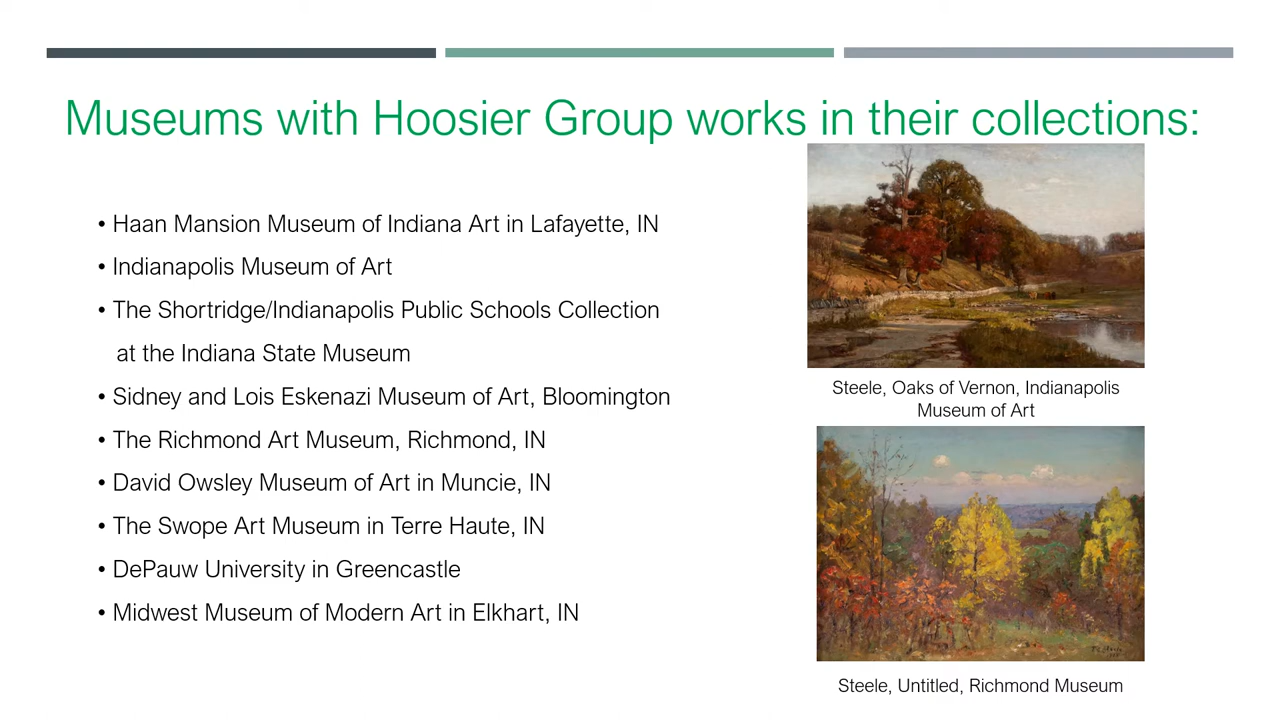 Museums with Hoosier Group works in their collections:
• Haan Mansion Museum of Indiana Art in Lafayette, IN
• Indianapolis Museum of Art
• The Shortridge/Indianapolis Public Schools Collection
at the Indiana State Museum
• Sidney and Lois Eskenazi Museum of Art, Bloomington
• The Richmond Art Museum, Richmond, IN
• David Owsley Museum of Art in Muncie, IN
• The Swope Art Museum in Terre Haute, IN
• DePauw University in Greencastle
• Midwest Museum of Modern Art in Elkhart, IN
Steele, Oaks of Vernon, Indianapolis
Museum of Art
Steele, Untitled, Richmond Museum